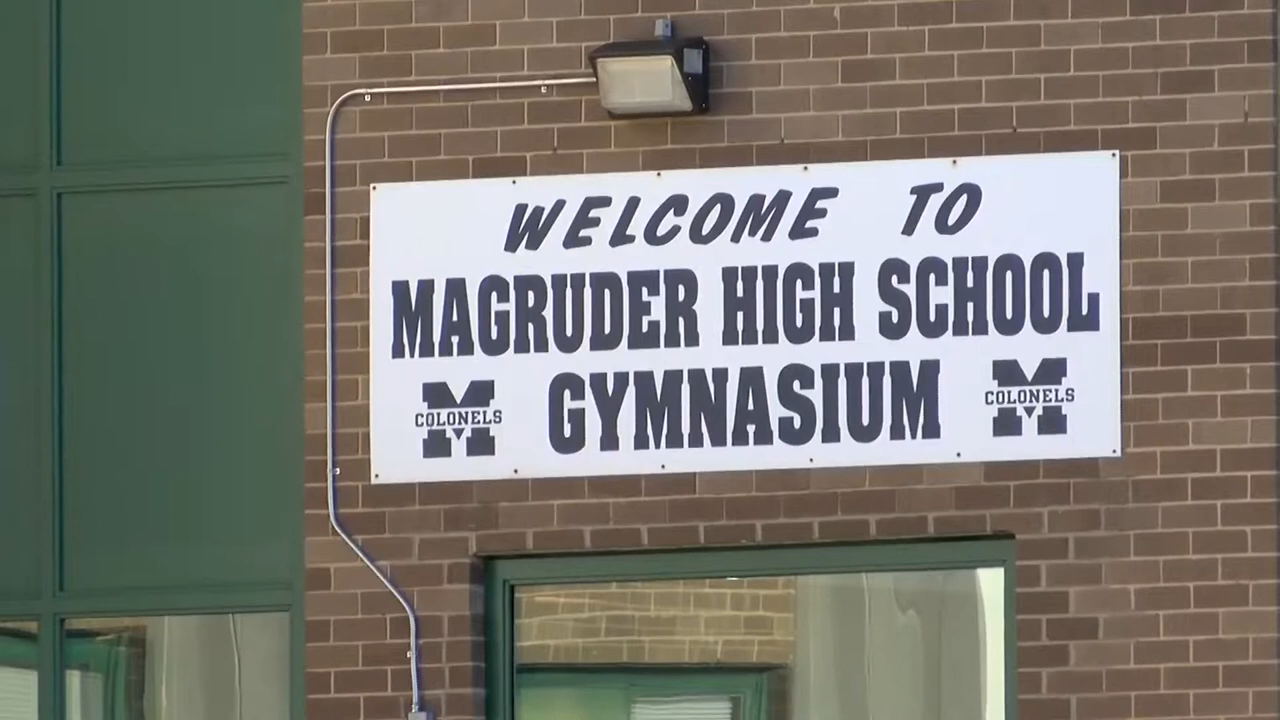 WELCOME TO
MAGRUDER HIGH SCHOOL
GYMNASIUM
M
COLONELS
M
COLONELS